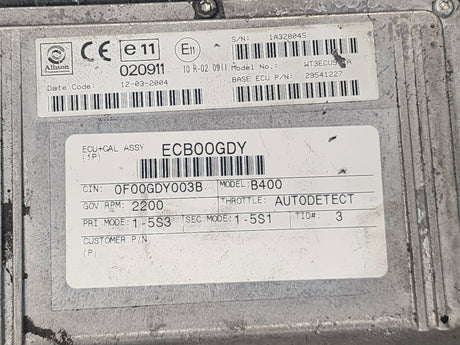 Allison
CE e11 E11
020911 10 R-02 0911
Date Code: 12-03-2004
S/N: 1A328045
Model No.:
BASE ECU P/N: 29541227
ECU+CAL ASSY (1P) ECB00GDY
CIN: 0F00GDY003B MODEL: B400
GOV RPM: 2200 THROTTLE: AUTODETECT
PRI MODE: 1-5S3 SEC MODE: 1-5S1 TID#: 3
CUSTOMER P/N
(P)